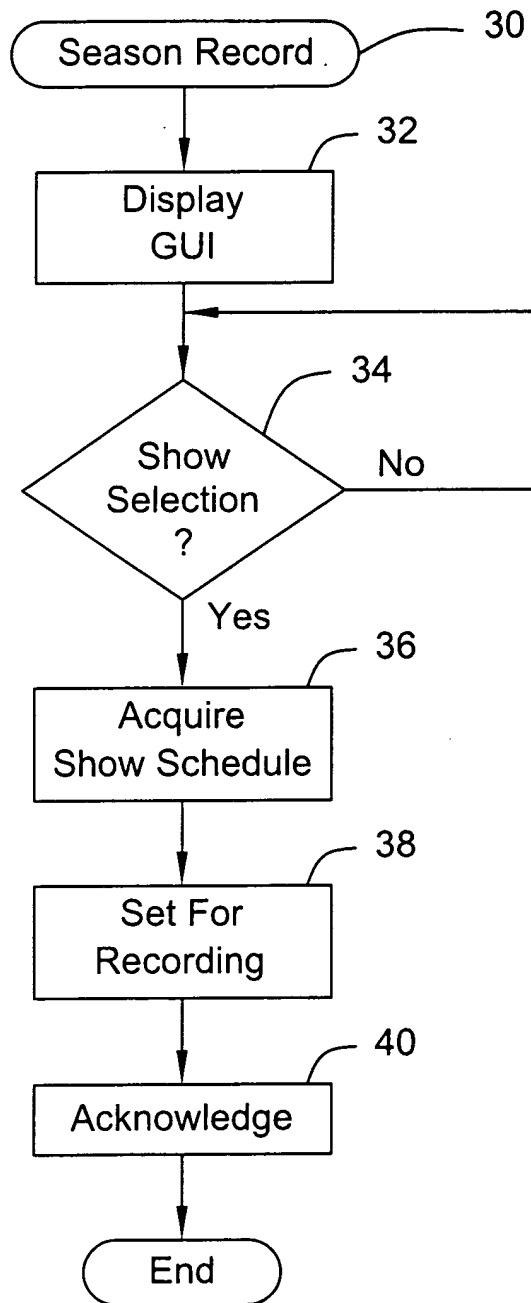 Season Record
30
32
Display
GUI
34
Show
Selection
?
No
Yes
36
Acquire
Show Schedule
38
Set For
Recording
40
Acknowledge
End